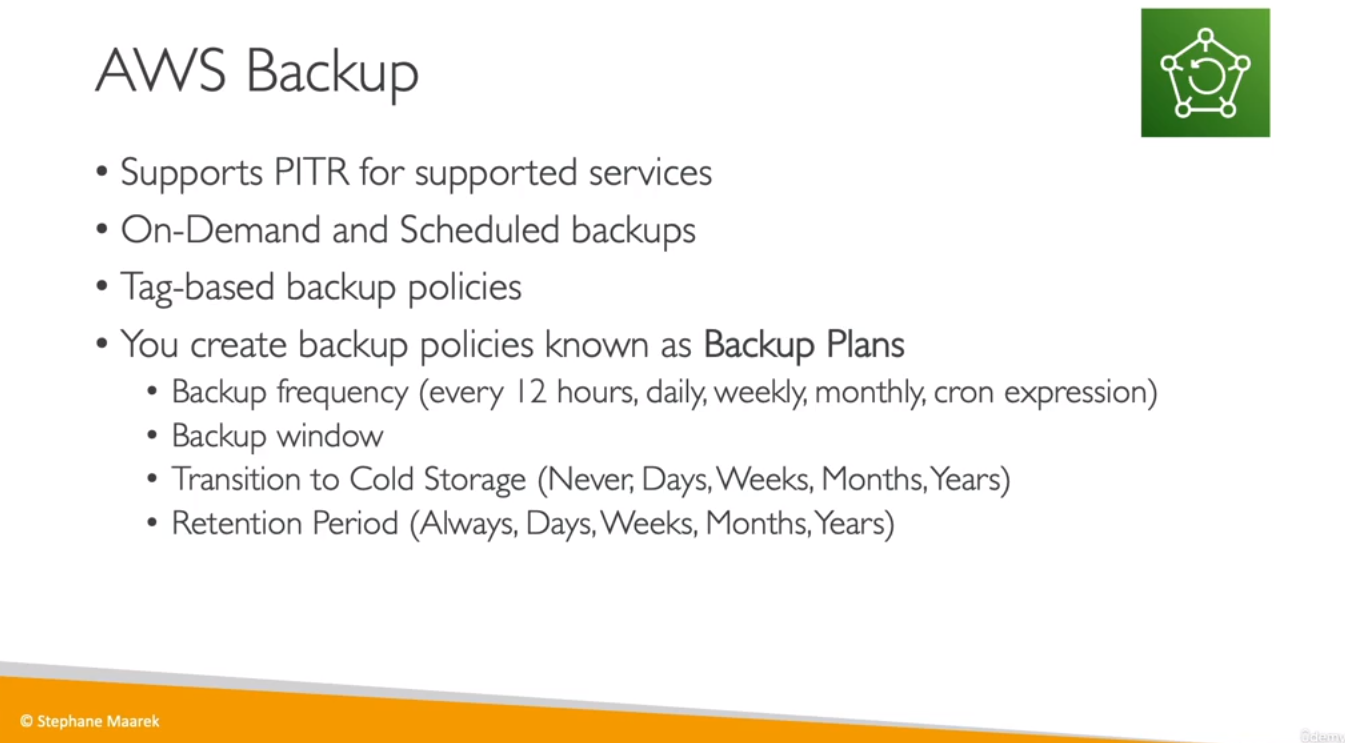 AWS Backup
• Supports PITR for supported services
• On-Demand and Scheduled backups
• Tag-based backup policies
• You create backup policies known as Backup Plans
• Backup frequency (every 12 hours, daily, weekly, monthly, cron expression)
• Backup window
• Transition to Cold Storage (Never, Days, Weeks, Months, Years)
• Retention Period (Always, Days, Weeks, Months, Years)
© Stephane Maarek
ûdemy